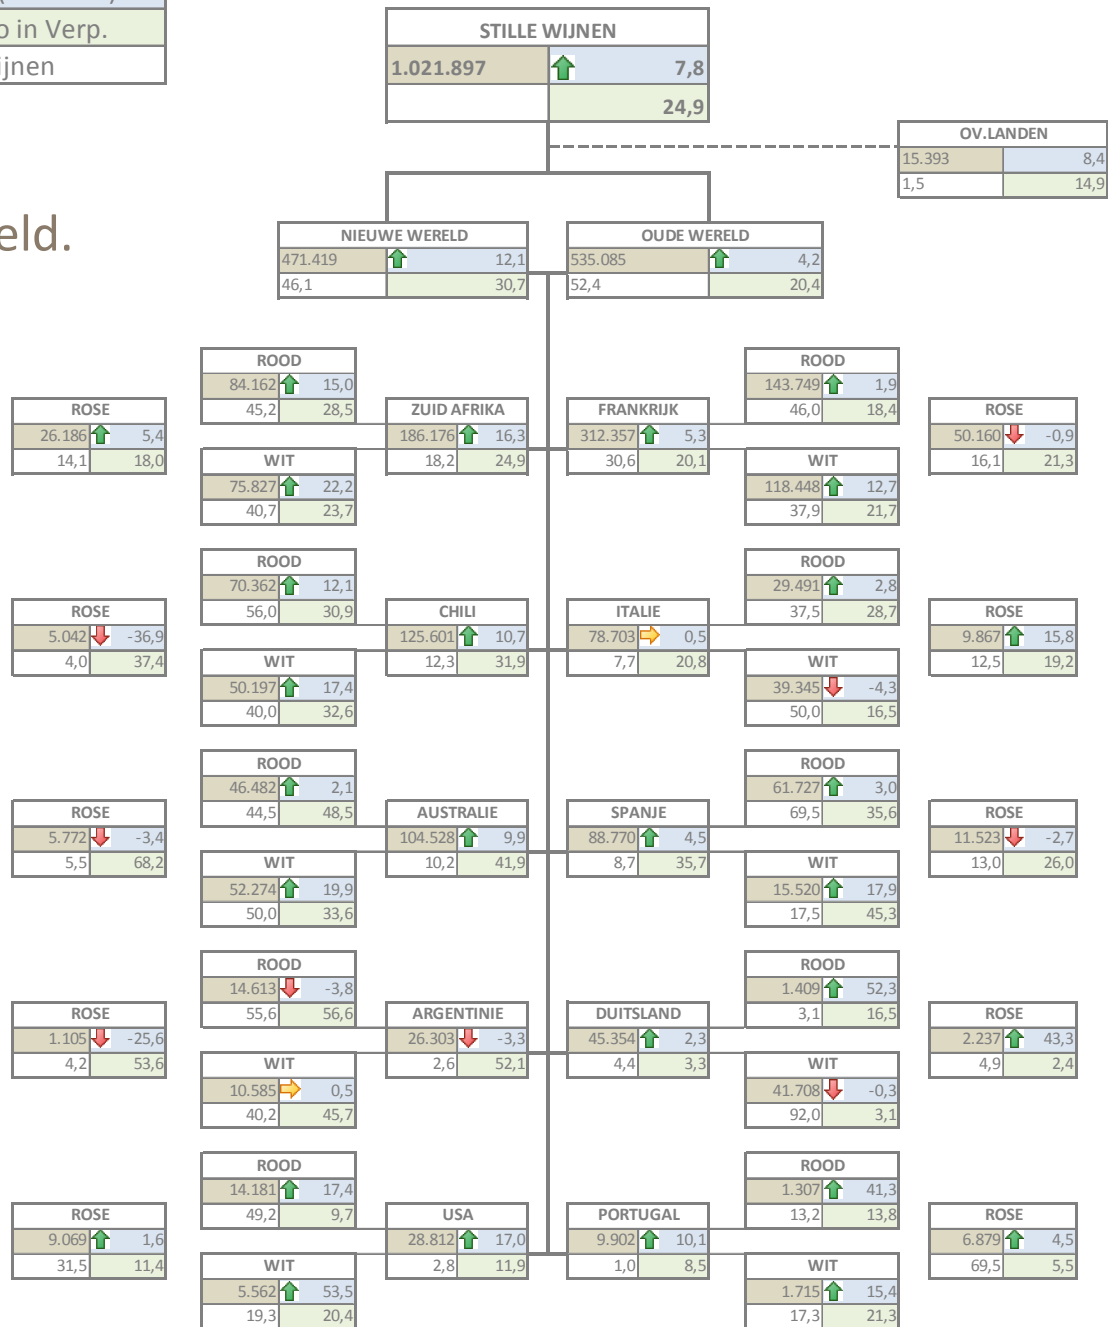 o in Verp.
ijnen
eld.
STILLE WIJNEN
1.021.897 7,8
24,9
OV.LANDEN
15.393 8,4
1,5 14,9
NIEUWE WERELD
471.419 12,1
46,1 30,7
OUDE WERELD
535.085 4,2
52,4 20,4
ROSE
26.186 5,4
14,1 18,0
ROOD
84.162 15,0
45,2 28,5
WIT
75.827 22,2
40,7 23,7
ZUID AFRIKA
186.176 16,3
18,2 24,9
FRANKRIJK
312.357 5,3
30,6 20,1
ROOD
143.749 1,9
46,0 18,4
WIT
118.448 12,7
37,9 21,7
ROSE
50.160 -0,9
16,1 21,3
ROSE
5.042 -36,9
4,0 37,4
ROOD
70.362 12,1
56,0 30,9
WIT
50.197 17,4
40,0 32,6
CHILI
125.601 10,7
12,3 31,9
ITALIE
78.703 0,5
7,7 20,8
ROOD
29.491 2,8
37,5 28,7
WIT
39.345 -4,3
50,0 16,5
ROSE
9.867 15,8
12,5 19,2
ROSE
5.772 -3,4
5,5 68,2
ROOD
46.482 2,1
44,5 48,5
WIT
52.274 19,9
50,0 33,6
AUSTRALIE
104.528 9,9
10,2 41,9
SPANJE
88.770 4,5
8,7 35,7
ROOD
61.727 3,0
69,5 35,6
WIT
15.520 17,9
17,5 45,3
ROSE
11.523 -2,7
13,0 26,0
ROSE
1.105 -25,6
4,2 53,6
ROOD
14.613 -3,8
55,6 56,6
WIT
10.585 0,5
40,2 45,7
ARGENTINIE
26.303 -3,3
2,6 52,1
DUITSLAND
45.354 2,3
4,4 3,3
ROOD
1.409 52,3
3,1 16,5
WIT
41.708 -0,3
92,0 3,1
ROSE
2.237 43,3
4,9 2,4
ROSE
9.069 1,6
31,5 11,4
ROOD
14.181 17,4
49,2 9,7
WIT
5.562 53,5
19,3 20,4
USA
28.812 17,0
2,8 11,9
PORTUGAL
9.902 10,1
1,0 8,5
ROOD
1.307 41,3
13,2 13,8
WIT
1.715 15,4
17,3 21,3
ROSE
6.879 4,5
69,5 5,5